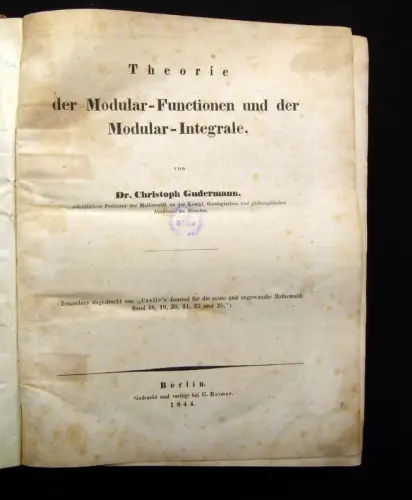 Theorie
der Modular-Functionen und der
Modular-Integrale,
von
Dr. Christoph Gudermann,
ordentlichem Professor der Mathematik an der Königl. theologischen und philosophischen
Akademie zu Münster.
(Besonders abgedruckt aus „Crelle's Journal für die reine und angewandte Mathematik
Band 18, 19, 20, 21, 23 und 25.")
Berlin.
Gedruckt und verlegt bei G. Reimer.
1844.